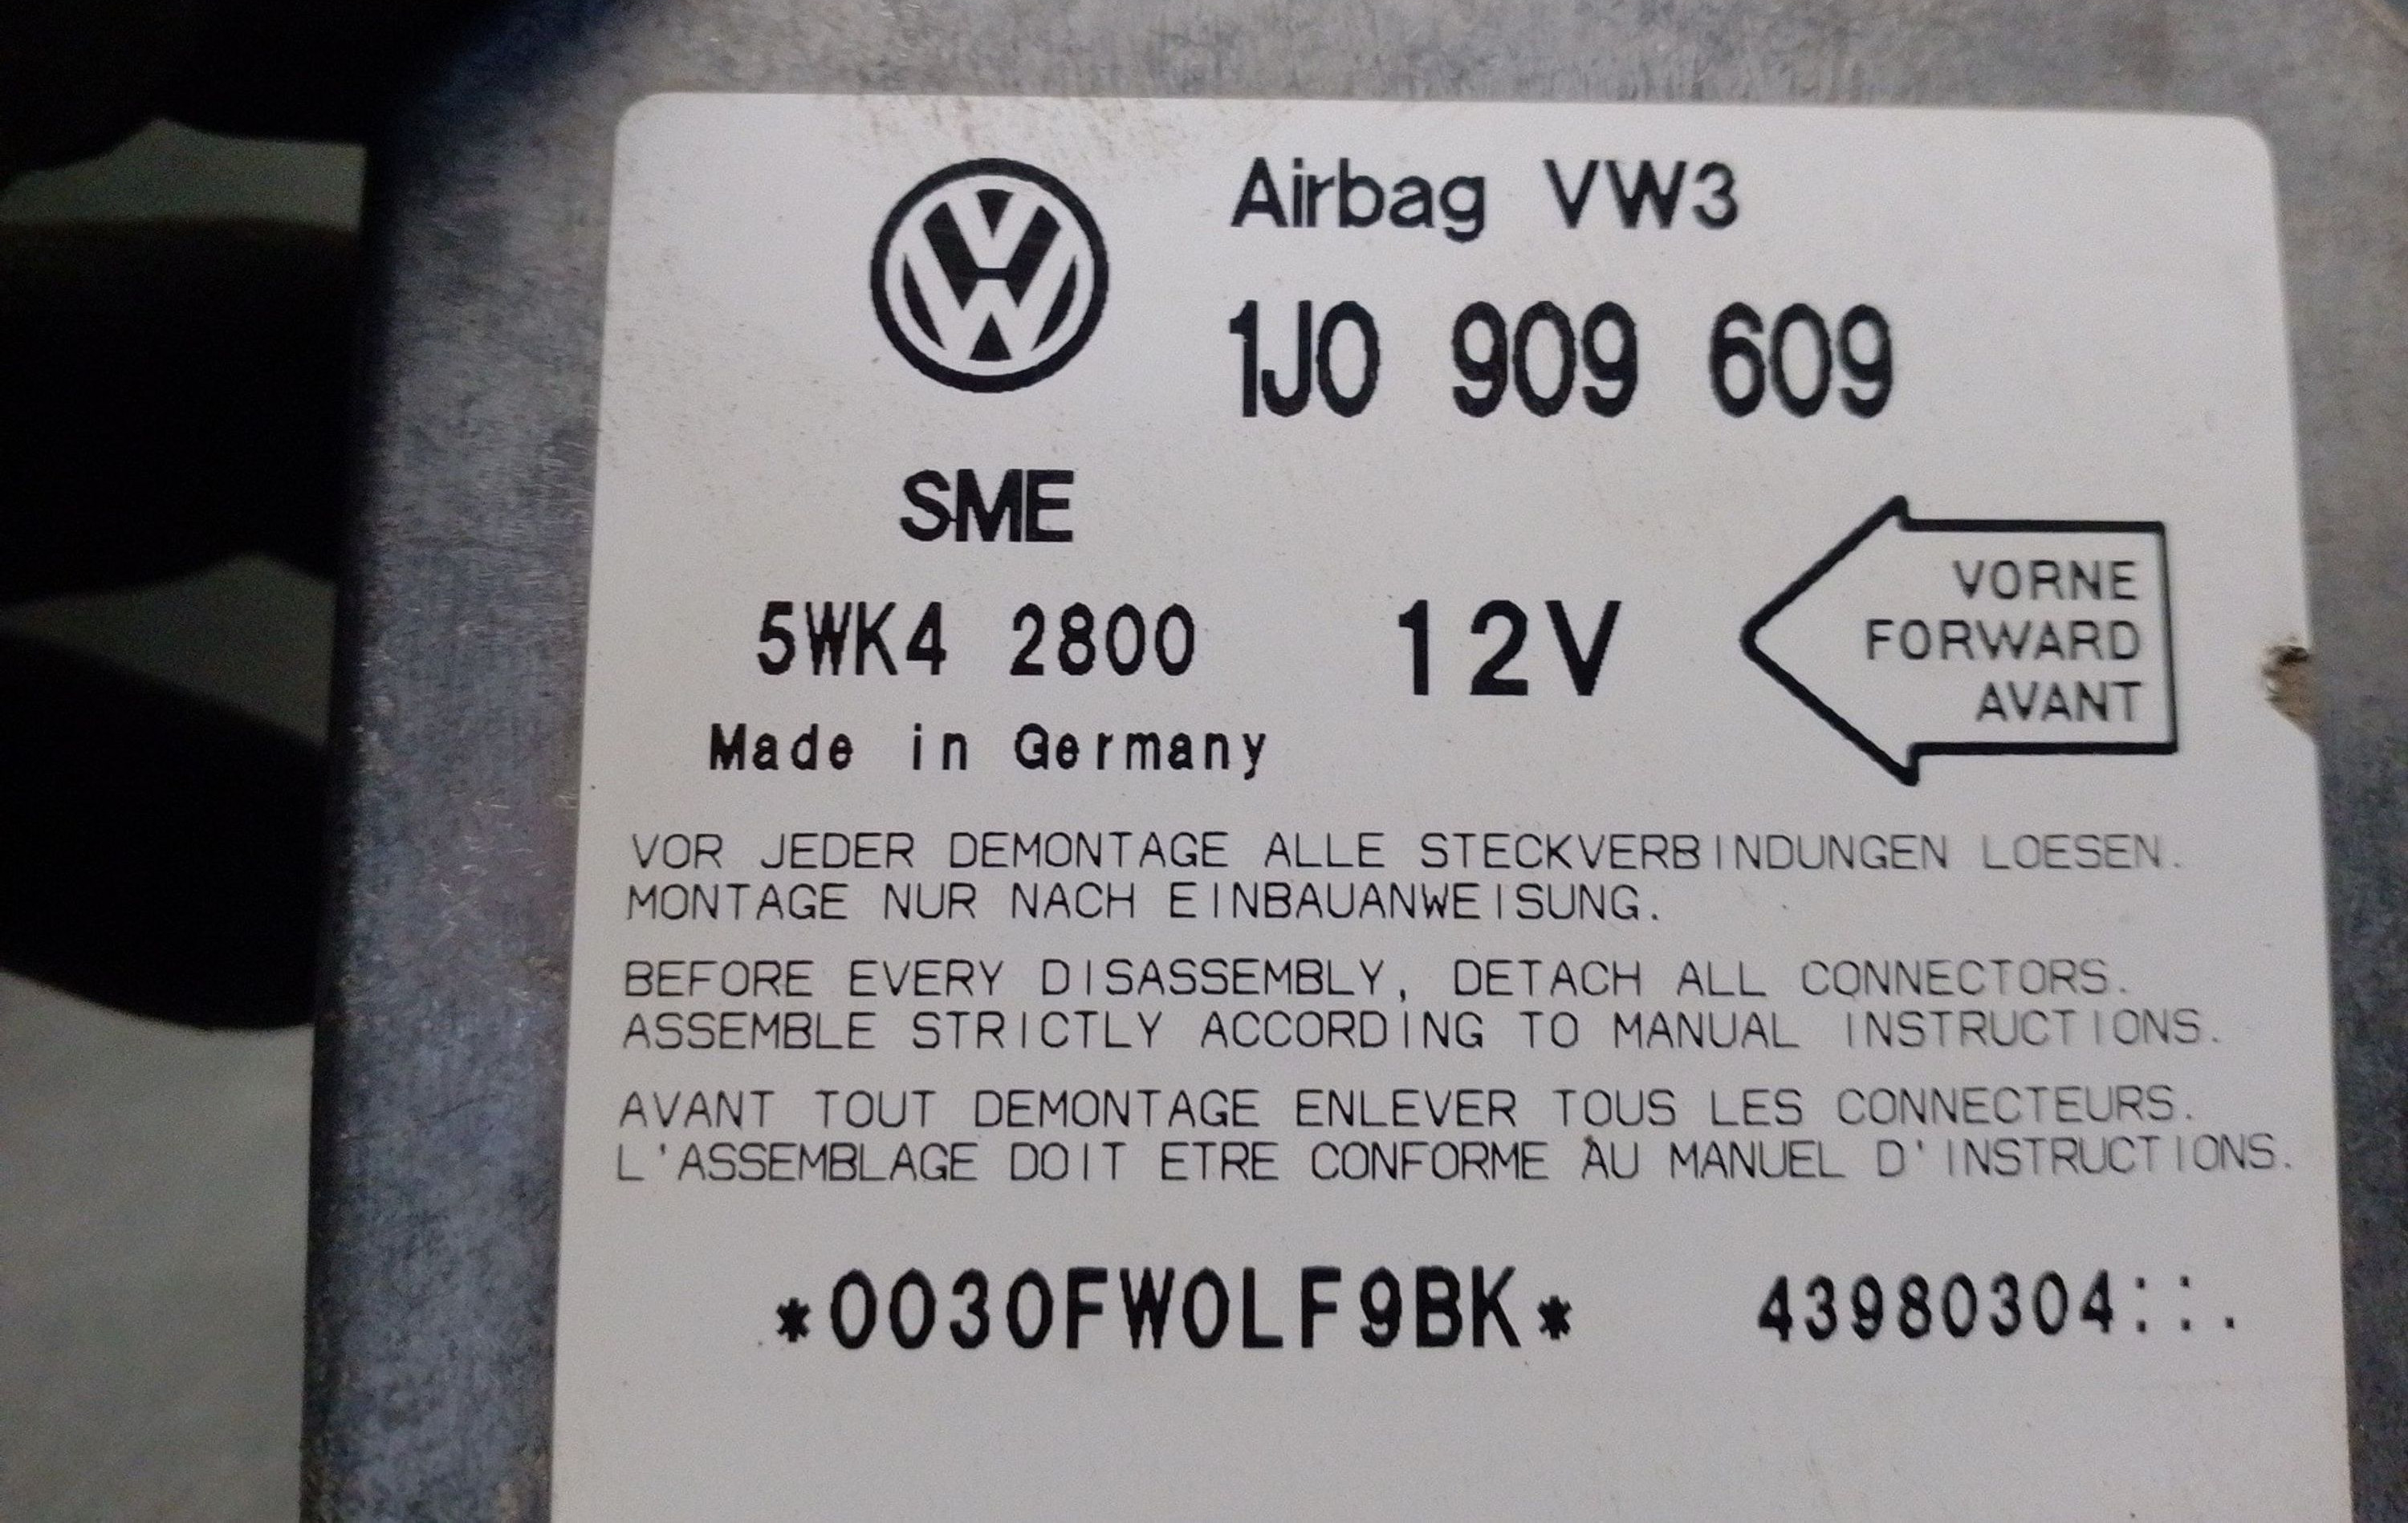 Airbag VW3
1J0 909 609
SME
5WK4 2800
12V
VORNE
FORWARD
AVANT
Made in Germany
VOR JEDER DEMONTAGE ALLE STECKVERBINDUNGEN LOESEN.
MONTAGE NUR NACH EINBAUANWEISUNG.
BEFORE EVERY DISASSEMBLY, DETACH ALL CONNECTORS.
ASSEMBLE STRICTLY ACCORDING TO MANUAL INSTRUCTIONS.
AVANT TOUT DEMONTAGE ENLEVER TOUS LES CONNECTEURS.
L'ASSEMBLAGE DOIT ETRE CONFORME AU MANUEL D'INSTRUCTIONS.
*0030FW0LF9BK* 43980304::.